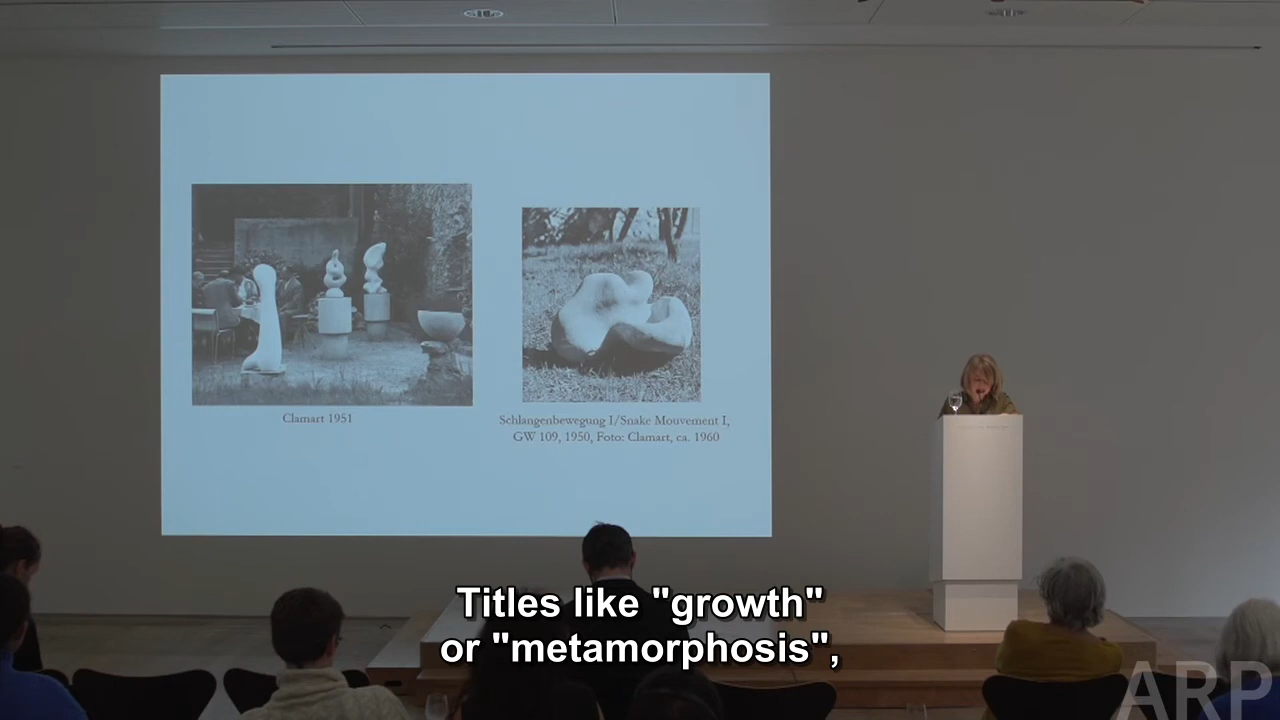 Clamart 1951
Schlangenbewegung I/Snake Mouvement I,
GW 109, 1950, Foto: Clamart, ca. 1960
Titles like "growth"
or "metamorphosis",
ARP